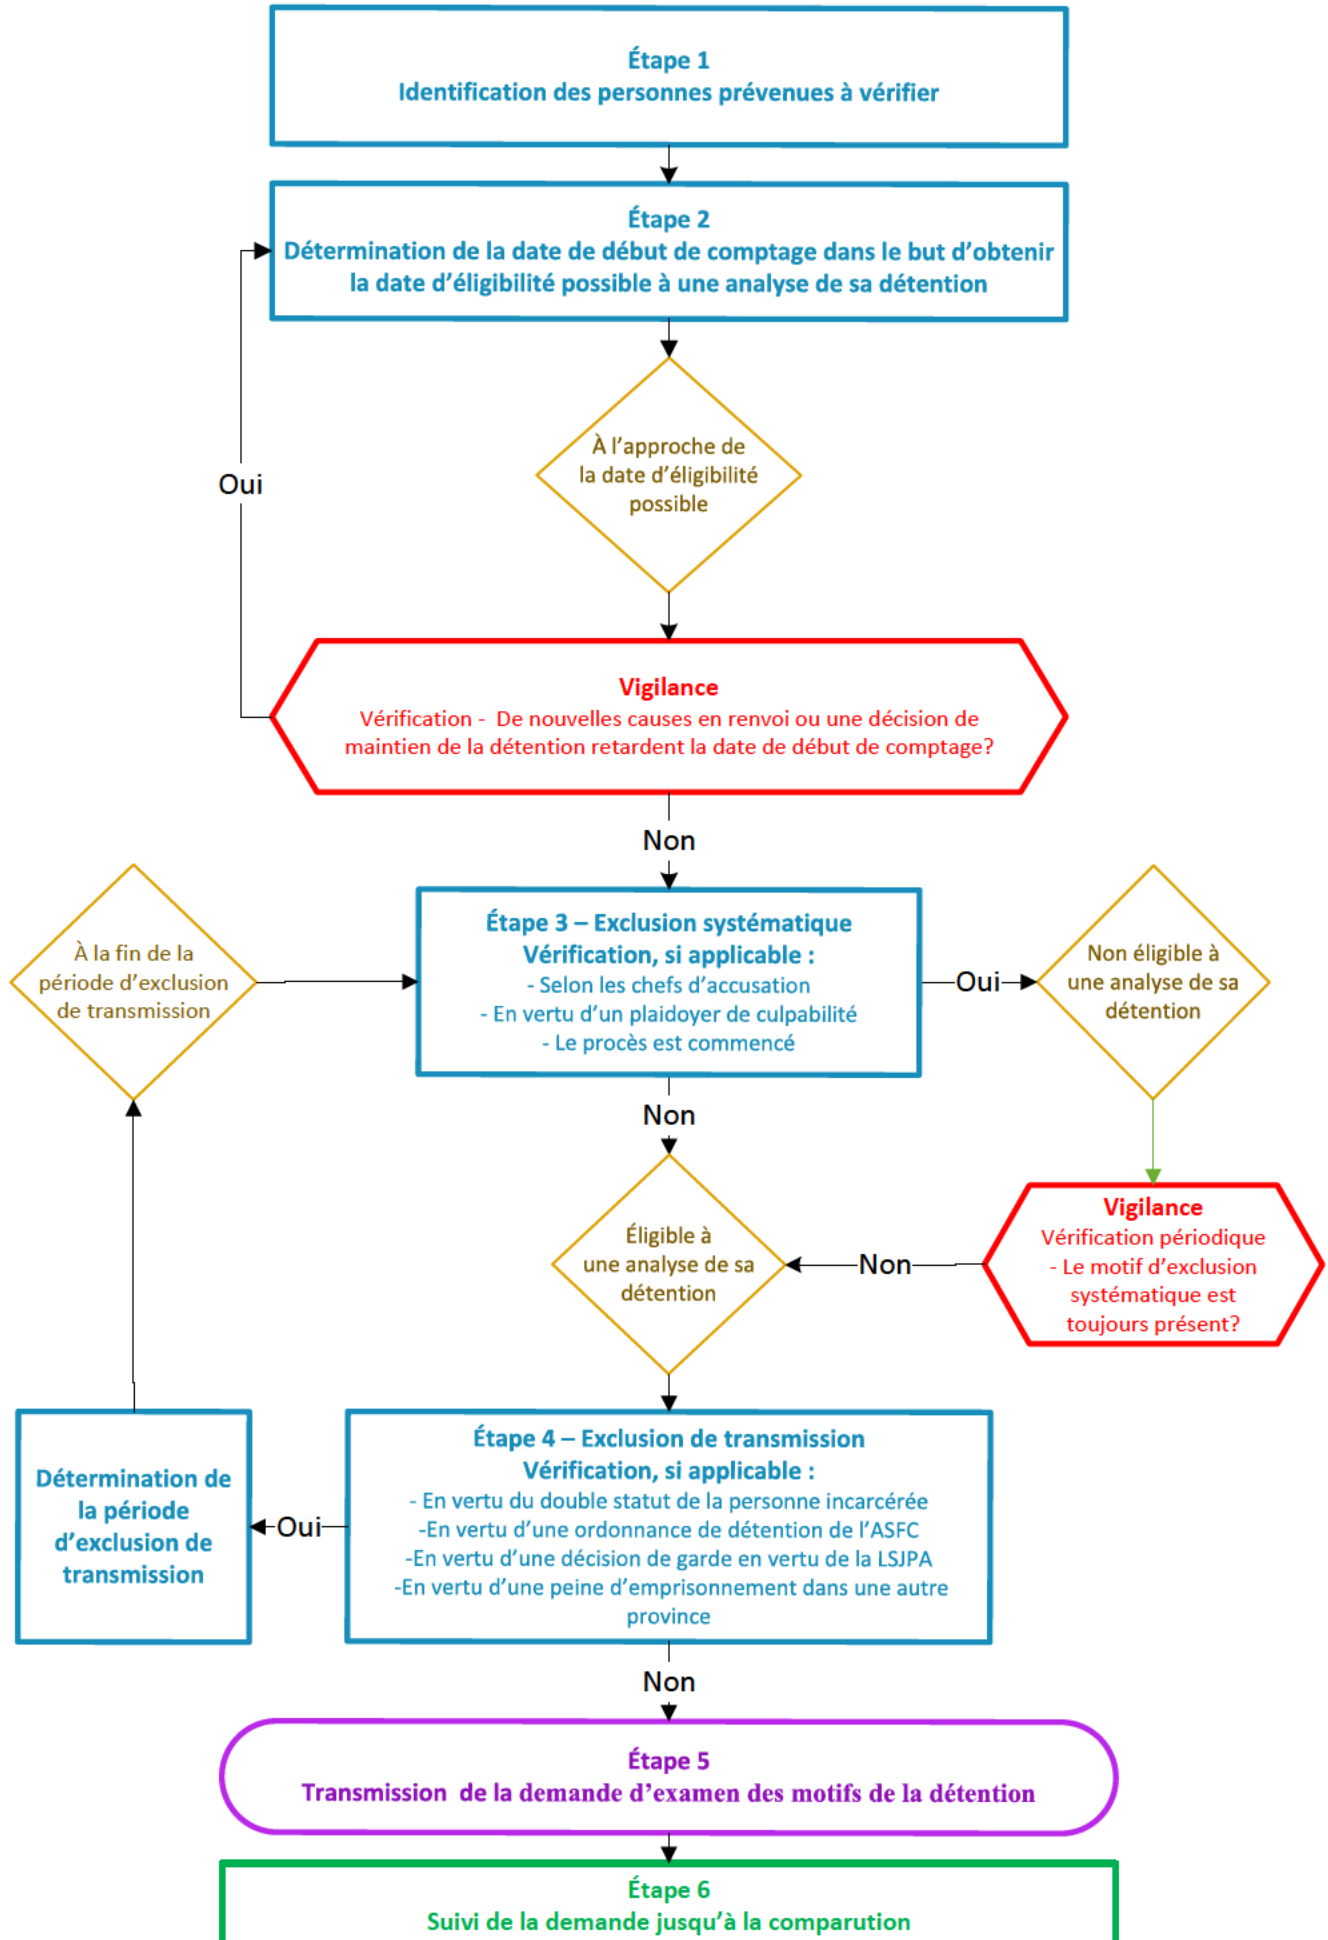 Étape 1
Identification des personnes prévenues à vérifier
Étape 2
Détermination de la date de début de comptage dans le but d'obtenir
la date d'éligibilité possible à une analyse de sa détention
À l'approche de
la date d'éligibilité
possible
Oui
Vigilance
Vérification - De nouvelles causes en renvoi ou une décision de
maintien de la détention retardent la date de début de comptage?
Non
À la fin de la
période d'exclusion
de transmission
Étape 3 – Exclusion systématique
Vérification, si applicable :
- Selon les chefs d'accusation
- En vertu d'un plaidoyer de culpabilité
- Le procès est commencé
Oui
Non éligible à
une analyse de sa
détention
Non
Éligible à
une analyse de sa
détention
Non
Vigilance
Vérification périodique
- Le motif d'exclusion
systématique est
toujours présent?
Détermination de
la période
d'exclusion de
transmission
Oui
Étape 4 – Exclusion de transmission
Vérification, si applicable :
- En vertu du double statut de la personne incarcérée
-En vertu d'une ordonnance de détention de l'ASFC
-En vertu d'une décision de garde en vertu de la LSJPA
-En vertu d'une peine d'emprisonnement dans une autre
province
Non
Étape 5
Transmission de la demande d'examen des motifs de la détention
Étape 6
Suivi de la demande jusqu'à la comparution